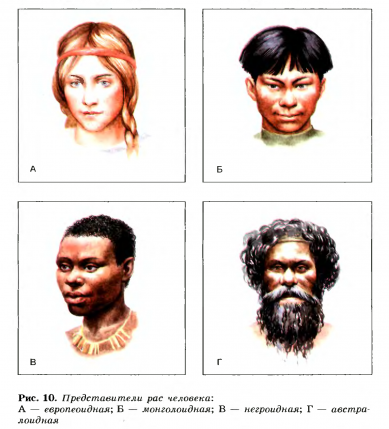 А
Б
В
Г
Рис. 10. Представители рас человека:
А — европеоидная; Б — монголоидная; В — негроидная; Г — австра-
лоидная